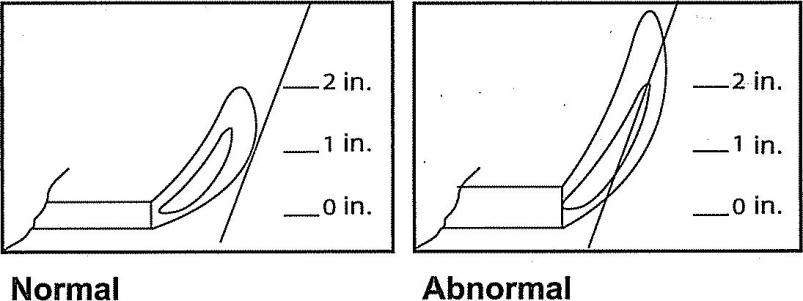 2 in.
1 in.
0 in.
Normal
2 in.
1 in.
0 in.
Abnormal